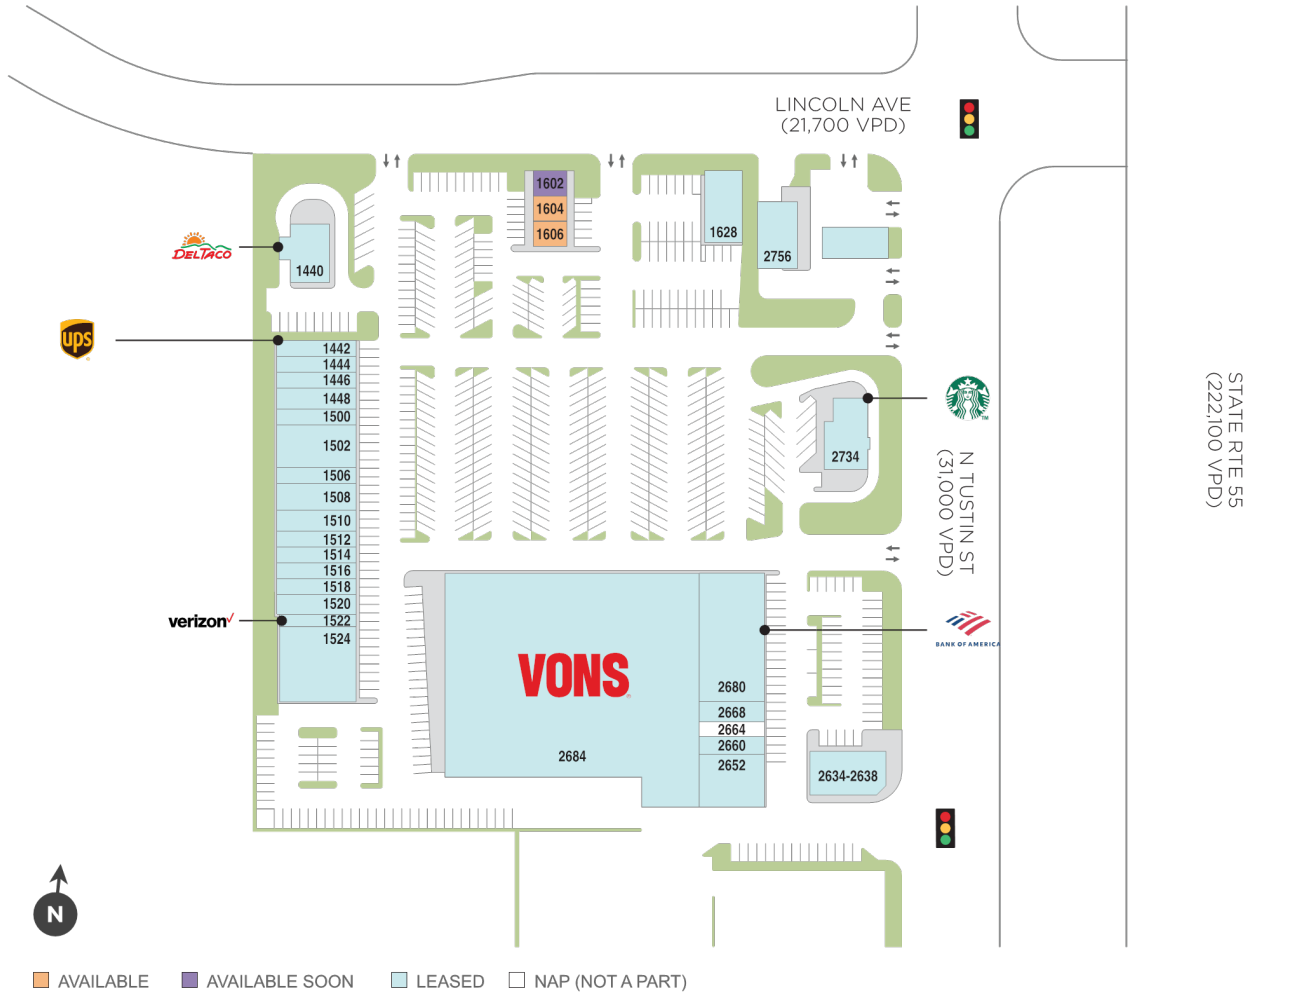 LINCOLN AVE
(21,700 VPD)
1602
1604
1606
1628
2756
DEL TACO
1440
ups
1442
1444
1446
1448
1500
1502
1506
1508
1510
1512
1514
1516
1518
1520
1522
1524
verizon
2734
TM
N TUSTIN ST
(31,000 VPD)
STATE RTE 55
(222,100 VPD)
BANK OF AMERICA
VONS
2684
2680
2668
2664
2660
2652
2634-2638
N
AVAILABLE
AVAILABLE SOON
LEASED
NAP (NOT A PART)